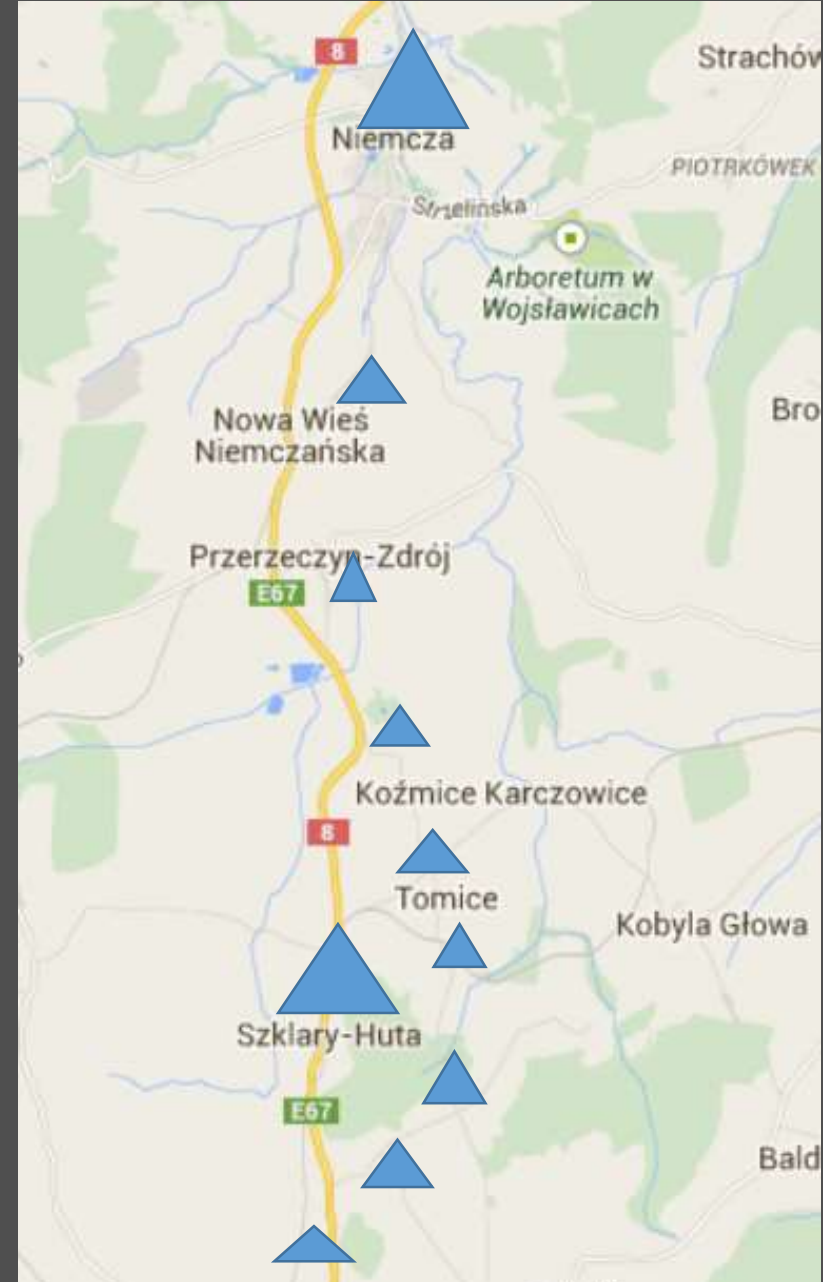 8
Strachów
Niemcza
PIOTRKÓWEK
Strzelińska
Arboretum w
Wojsławicach
Bro
Nowa Wieś
Niemczańska
Przerzeczyn-Zdrój
E67
Koźmice Karczowice
8
Tomice
Kobyla Głowa
Szklary-Huta
E67
Bald